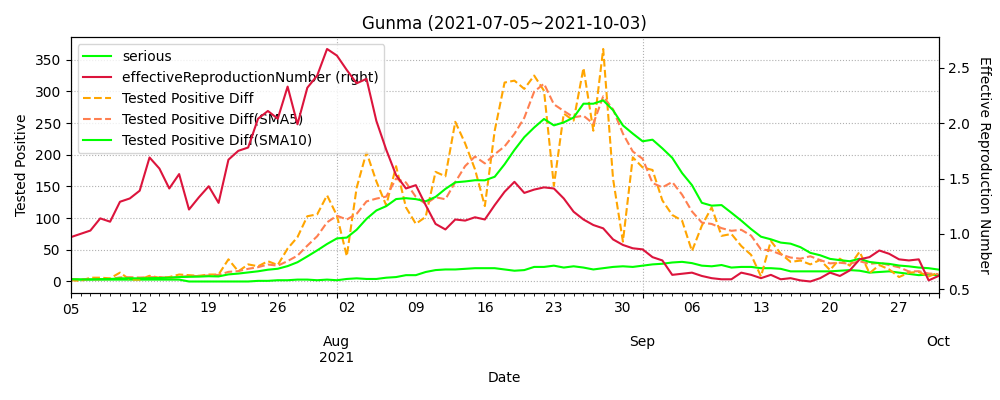 Gunma (2021-07-05~2021-10-03)
serious
effectiveReproductionNumber (right)
Tested Positive Diff
Tested Positive Diff(SMA5)
Tested Positive Diff(SMA10)
Tested Positive
350
300
250
200
150
100
50
0
2.5
2.0
1.5
1.0
0.5
Effective Reproduction Number
05 12 19 26 02 09 16 23 30 06 13 20 27
Aug Sep Oct
2021
Date